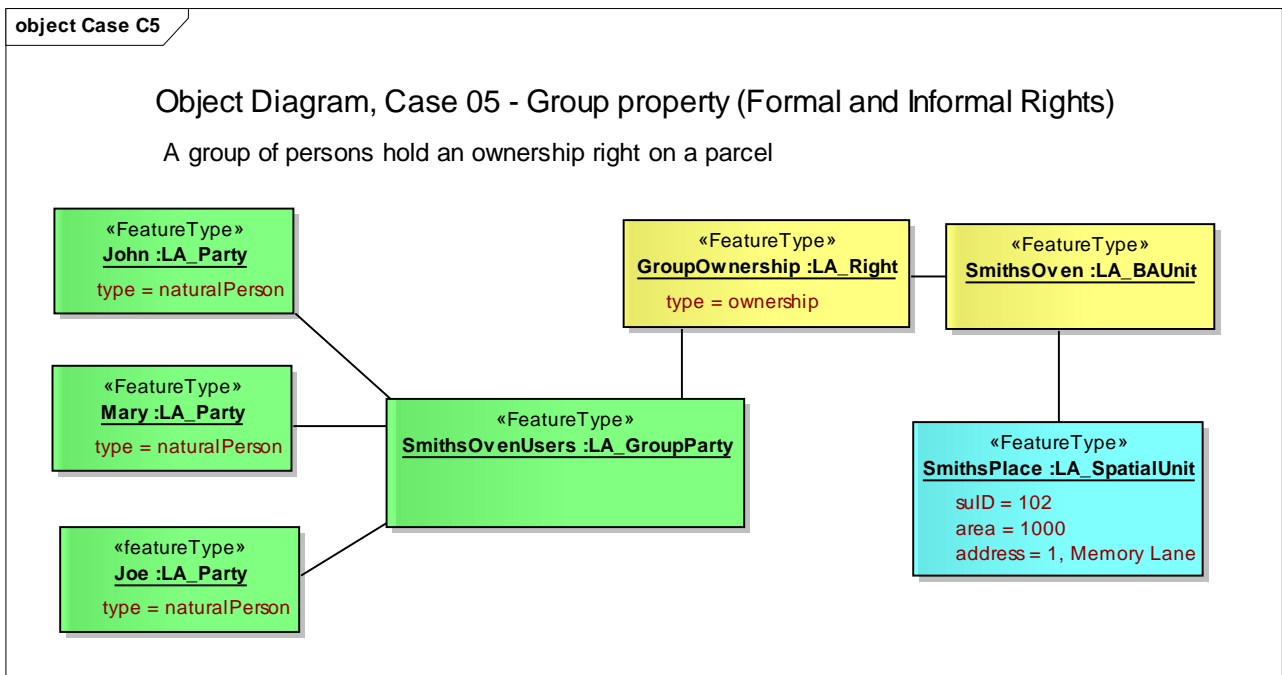 object Case C5
Object Diagram, Case 05 - Group property (Formal and Informal Rights)
A group of persons hold an ownership right on a parcel
«FeatureType»
John :LA_Party
type = naturalPerson
«FeatureType»
Mary :LA_Party
type = naturalPerson
«featureType»
Joe :LA_Party
type = naturalPerson
«FeatureType»
SmithsOvenUsers :LA_GroupParty
«FeatureType»
GroupOwnership :LA_Right
type = ownership
«FeatureType»
SmithsOven :LA_BAUnit
«FeatureType»
SmithsPlace :LA_SpatialUnit
suID = 102
area = 1000
address = 1, Memory Lane